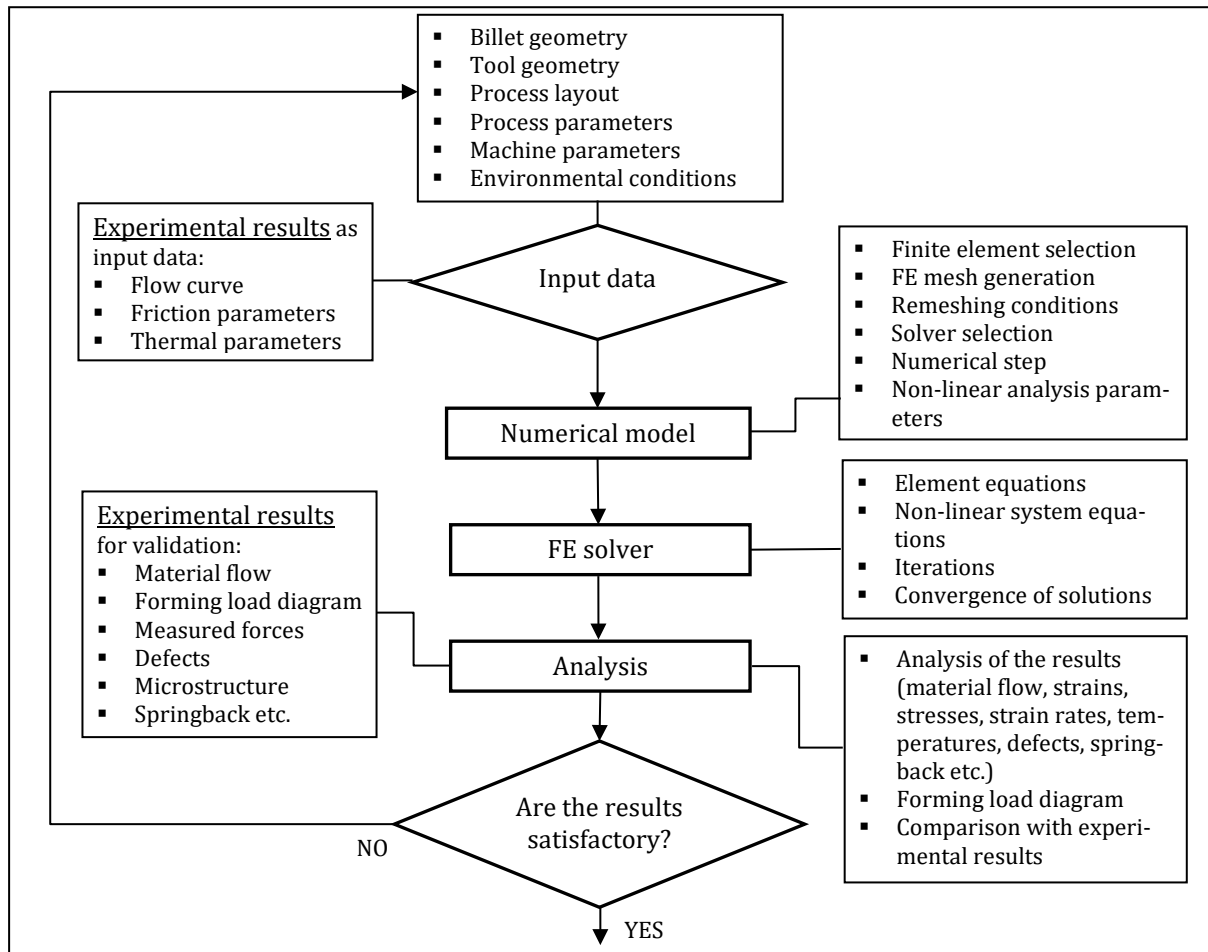 ▪ Billet geometry
▪ Tool geometry
▪ Process layout
▪ Process parameters
▪ Machine parameters
▪ Environmental conditions
Experimental results as
input data:
▪ Flow curve
▪ Friction parameters
▪ Thermal parameters
Input data
▪ Finite element selection
▪ FE mesh generation
▪ Remeshing conditions
▪ Solver selection
▪ Numerical step
▪ Non-linear analysis param-
eters
Numerical model
▪ Element equations
▪ Non-linear system equa-
tions
▪ Iterations
▪ Convergence of solutions
FE solver
Experimental results
for validation:
▪ Material flow
▪ Forming load diagram
▪ Measured forces
▪ Defects
▪ Microstructure
▪ Springback etc.
Analysis
▪ Analysis of the results
(material flow, strains,
stresses, strain rates, tem-
peratures, defects, spring-
back etc.)
▪ Forming load diagram
▪ Comparison with experi-
mental results
Are the results
satisfactory?
NO
YES